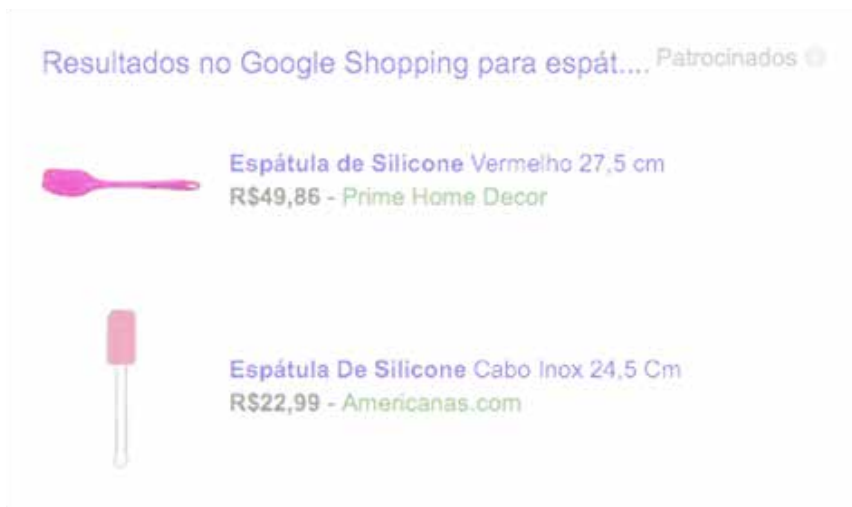 Resultados no Google Shopping para espát....
Patrocinados
Espátula de Silicone Vermelho 27,5 cm
R$49,86 - Prime Home Decor
Espátula De Silicone Cabo Inox 24,5 Cm
R$22,99 - Americanas.com